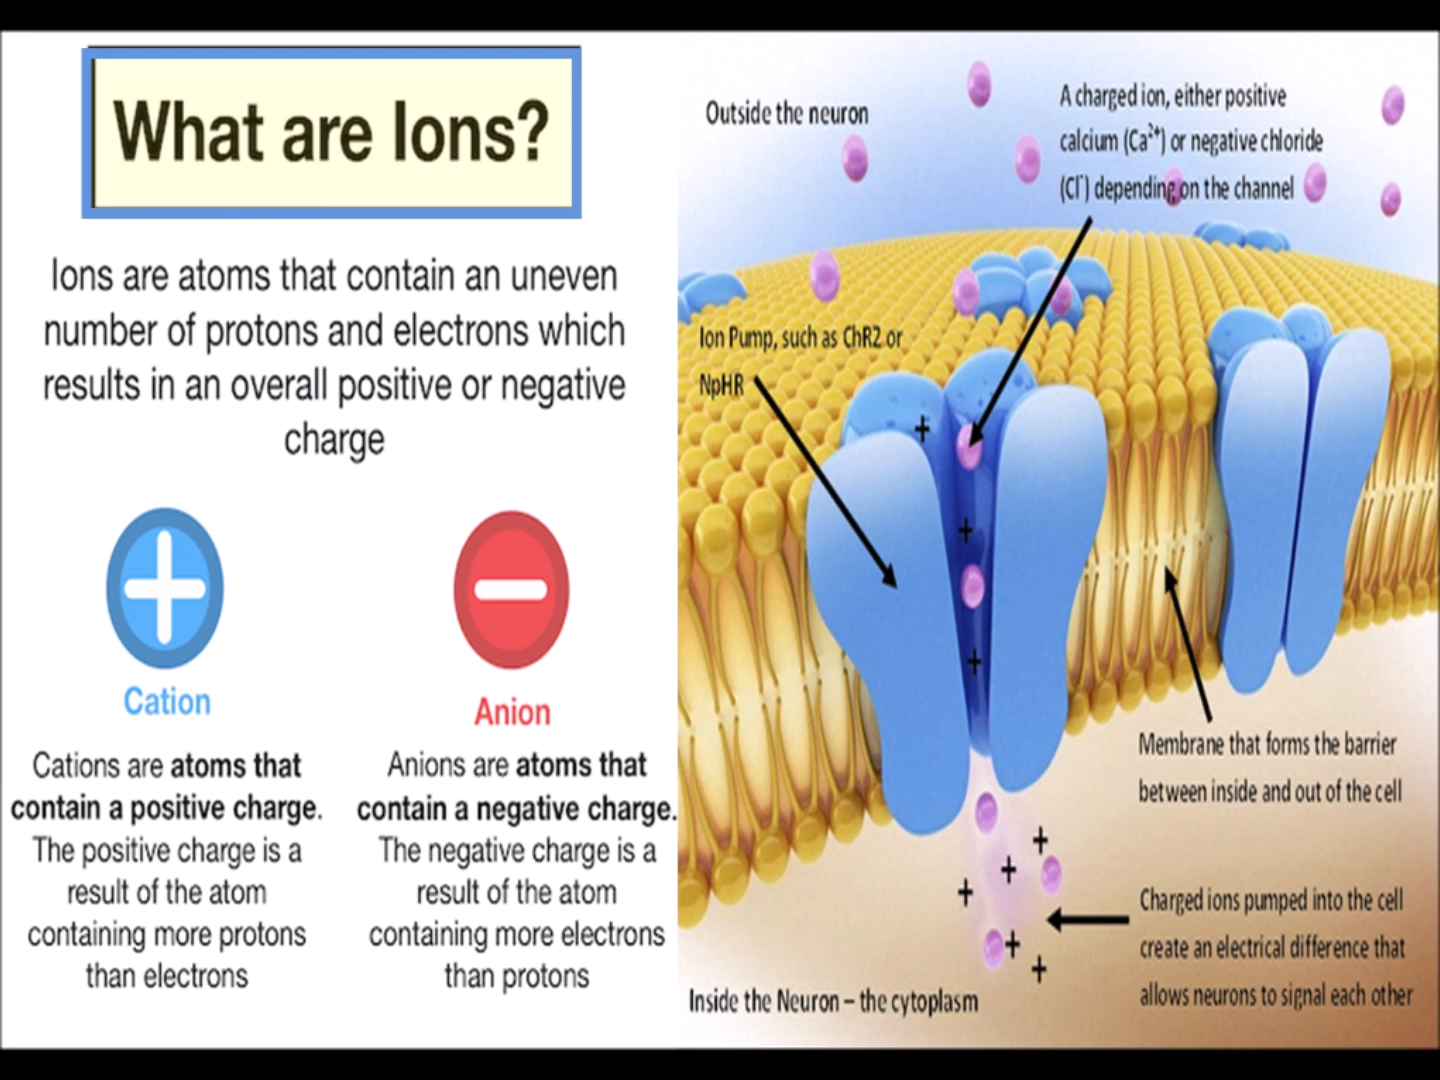 What are Ions?
Ions are atoms that contain an uneven
number of protons and electrons which
results in an overall positive or negative
charge
Cation
Cations are atoms that
contain a positive charge.
The positive charge is a
result of the atom
containing more protons
than electrons
Anion
Anions are atoms that
contain a negative charge.
The negative charge is a
result of the atom
containing more electrons
than protons
Outside the neuron
A charged ion, either positive
calcium (Ca²⁺) or negative chloride
(Cl⁻) depending on the channel
Ion Pump, such as ChR2 or
NpHR
+
+
+
Membrane that forms the barrier
between inside and out of the cell
+
+
+
+
+
Charged ions pumped into the cell
create an electrical difference that
allows neurons to signal each other
Inside the Neuron – the cytoplasm